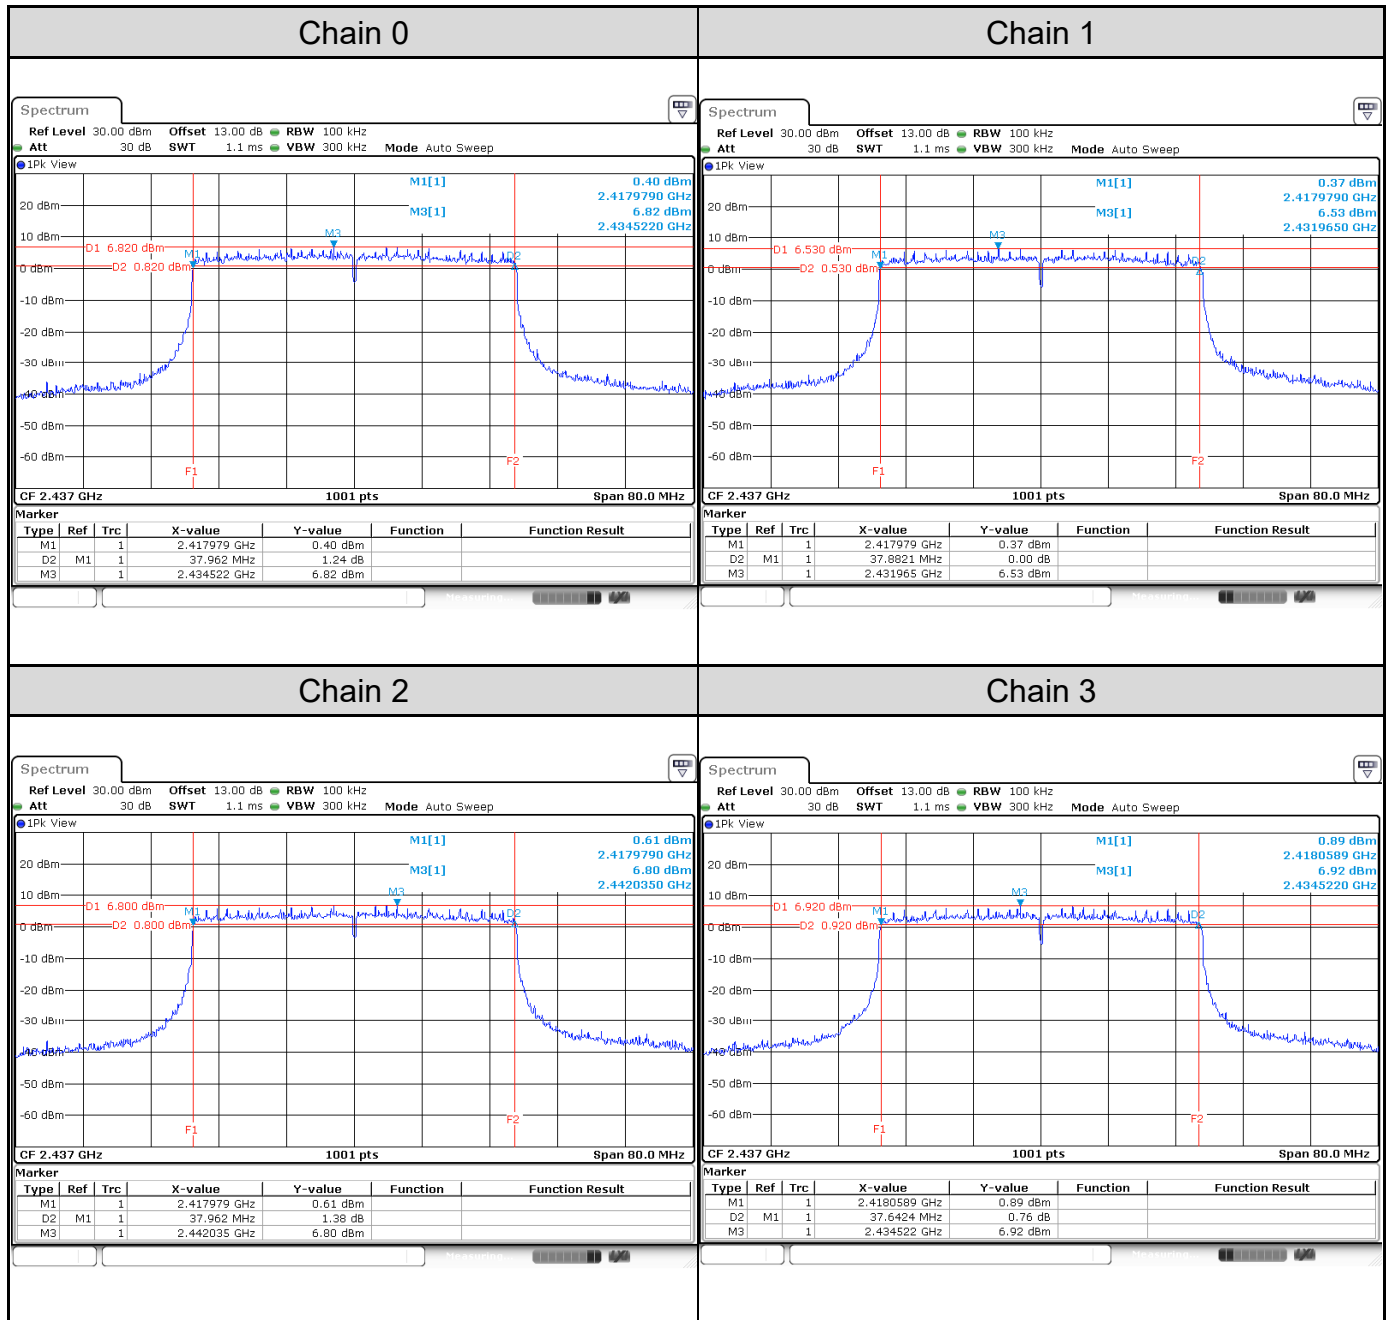 Chain 0
Spectrum
Ref Level 30.00 dBm Offset 13.00 dB RBW 100 kHz
Att 30 dB SWT 1.1 ms VBW 300 kHz Mode Auto Sweep
1Pk View
M1[1] 0.40 dBm
2.4179790 GHz
M3[1] 6.82 dBm
2.4345220 GHz
20 dBm
M3
10 dBm
D1 6.820 dBm
M1 D2
D2 0.820 dBm
0 dBm
-10 dBm
-20 dBm
-30 dBm
-40 dBm
-50 dBm
-60 dBm
F1 F2
CF 2.437 GHz 1001 pts Span 80.0 MHz
Marker
Type Ref Trc X-value Y-value Function Function Result
M1 1 2.417979 GHz 0.40 dBm
D2 M1 1 37.962 MHz 1.24 dB
M3 1 2.434522 GHz 6.82 dBm
Measuring...
Chain 1
Spectrum
Ref Level 30.00 dBm Offset 13.00 dB RBW 100 kHz
Att 30 dB SWT 1.1 ms VBW 300 kHz Mode Auto Sweep
1Pk View
M1[1] 0.37 dBm
2.4179790 GHz
M3[1] 6.53 dBm
2.4319650 GHz
20 dBm
M3
10 dBm
D1 6.530 dBm
M1 D2
D2 0.530 dBm
0 dBm
-10 dBm
-20 dBm
-30 dBm
-40 dBm
-50 dBm
-60 dBm
F1 F2
CF 2.437 GHz 1001 pts Span 80.0 MHz
Marker
Type Ref Trc X-value Y-value Function Function Result
M1 1 2.417979 GHz 0.37 dBm
D2 M1 1 37.8821 MHz 0.00 dB
M3 1 2.431965 GHz 6.53 dBm
Measuring...
Chain 2
Spectrum
Ref Level 30.00 dBm Offset 13.00 dB RBW 100 kHz
Att 30 dB SWT 1.1 ms VBW 300 kHz Mode Auto Sweep
1Pk View
M1[1] 0.61 dBm
2.4179790 GHz
M3[1] 6.80 dBm
2.4420350 GHz
20 dBm
M3
10 dBm
D1 6.800 dBm
M1 D2
D2 0.800 dBm
0 dBm
-10 dBm
-20 dBm
-30 dBm
-40 dBm
-50 dBm
-60 dBm
F1 F2
CF 2.437 GHz 1001 pts Span 80.0 MHz
Marker
Type Ref Trc X-value Y-value Function Function Result
M1 1 2.417979 GHz 0.61 dBm
D2 M1 1 37.962 MHz 1.38 dB
M3 1 2.442035 GHz 6.80 dBm
Measuring...
Chain 3
Spectrum
Ref Level 30.00 dBm Offset 13.00 dB RBW 100 kHz
Att 30 dB SWT 1.1 ms VBW 300 kHz Mode Auto Sweep
1Pk View
M1[1] 0.89 dBm
2.4180589 GHz
M3[1] 6.92 dBm
2.4345220 GHz
20 dBm
M3
10 dBm
D1 6.920 dBm
M1 D2
D2 0.920 dBm
0 dBm
-10 dBm
-20 dBm
-30 dBm
-40 dBm
-50 dBm
-60 dBm
F1 F2
CF 2.437 GHz 1001 pts Span 80.0 MHz
Marker
Type Ref Trc X-value Y-value Function Function Result
M1 1 2.4180589 GHz 0.89 dBm
D2 M1 1 37.6424 MHz 0.76 dB
M3 1 2.434522 GHz 6.92 dBm
Measuring...